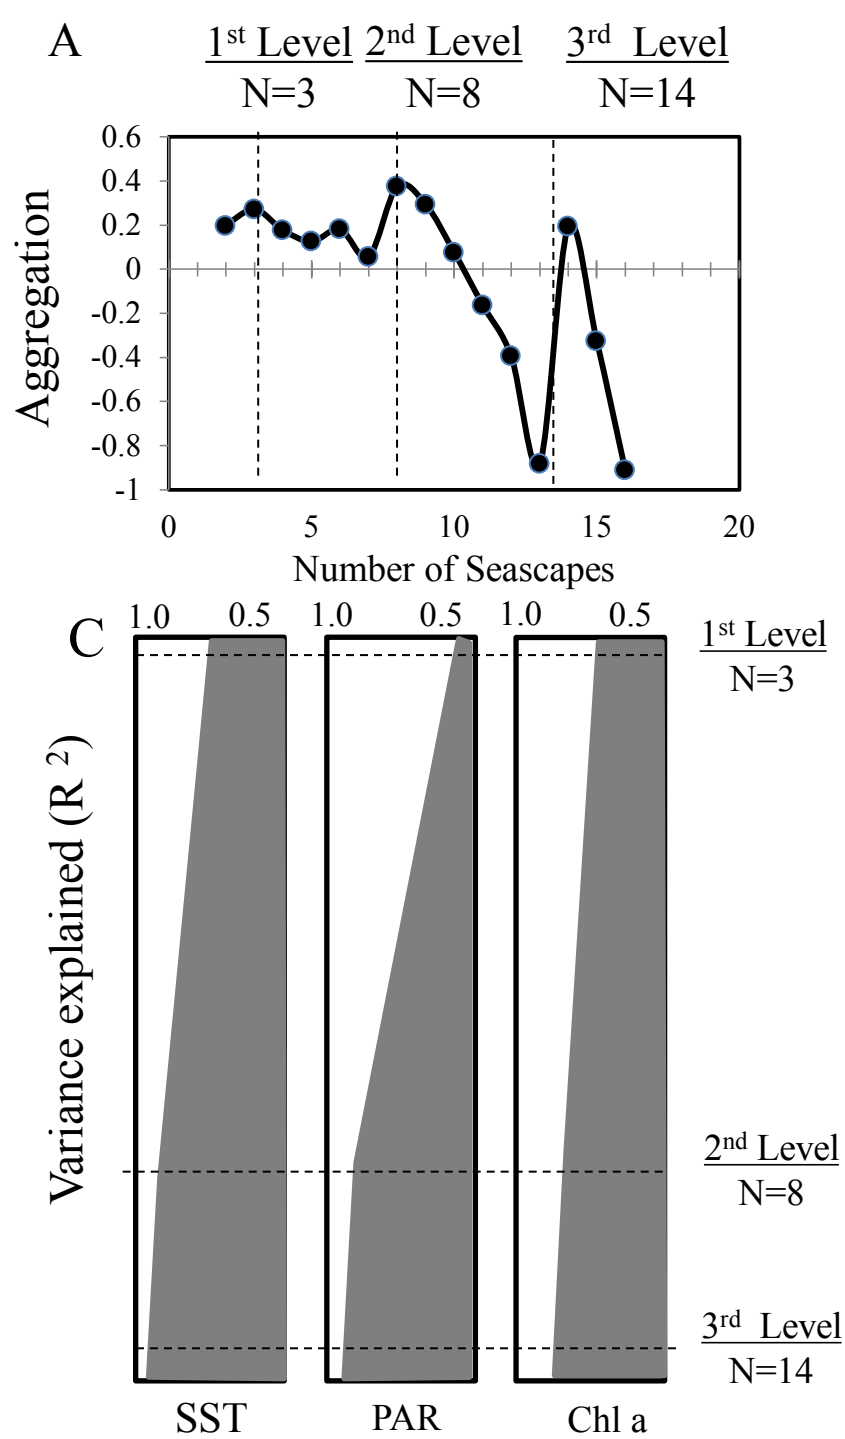 A
1st Level 2nd Level 3rd Level
N=3 N=8 N=14
0.6
0.4
0.2
0
-0.2
-0.4
-0.6
-0.8
-1
Aggregation
0 5 10 15 20
Number of Seascapes
C
1.0 0.5 1.0 0.5 1.0 0.5
1st Level
N=3
Variance explained (R 2)
2nd Level
N=8
3rd Level
N=14
SST PAR Chl a